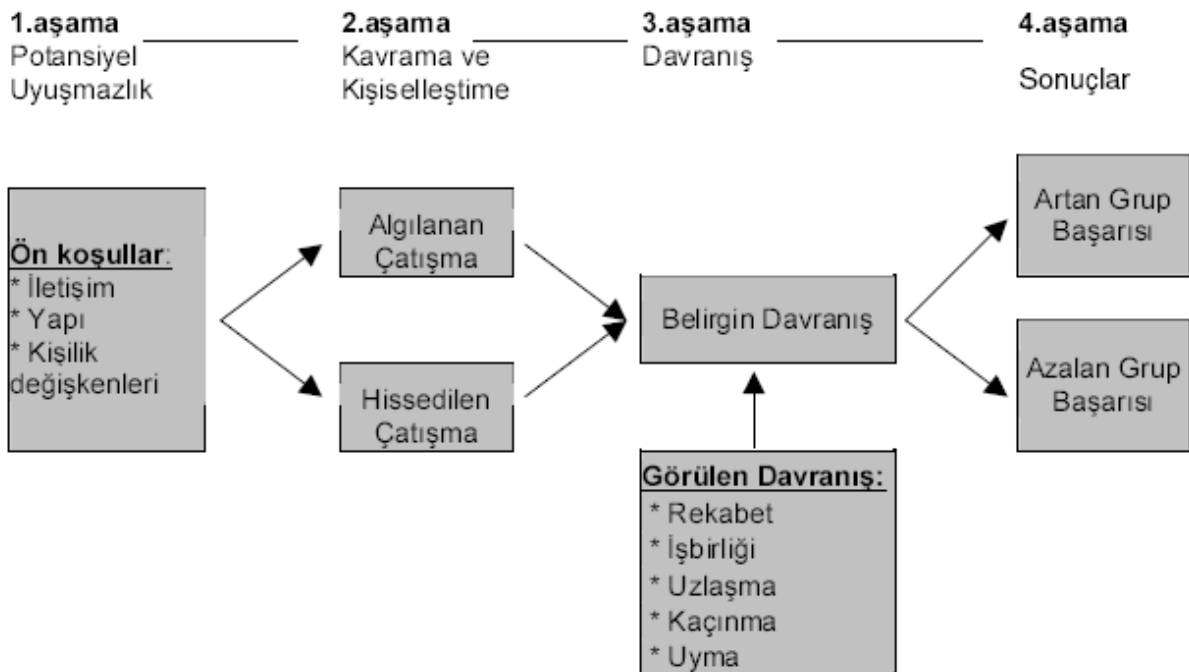 1.aşama
Potansiyel
Uyuşmazlık
2.aşama
Kavrama ve
Kişiselleştime
3.aşama
Davranış
4.aşama
Sonuçlar
Ön koşullar:
* İletişim
* Yapı
* Kişilik
değişkenleri
Algılanan
Çatışma
Hissedilen
Çatışma
Belirgin Davranış
Görülen Davranış:
* Rekabet
* İşbirliği
* Uzlaşma
* Kaçınma
* Uyma
Artan Grup
Başarısı
Azalan Grup
Başarısı